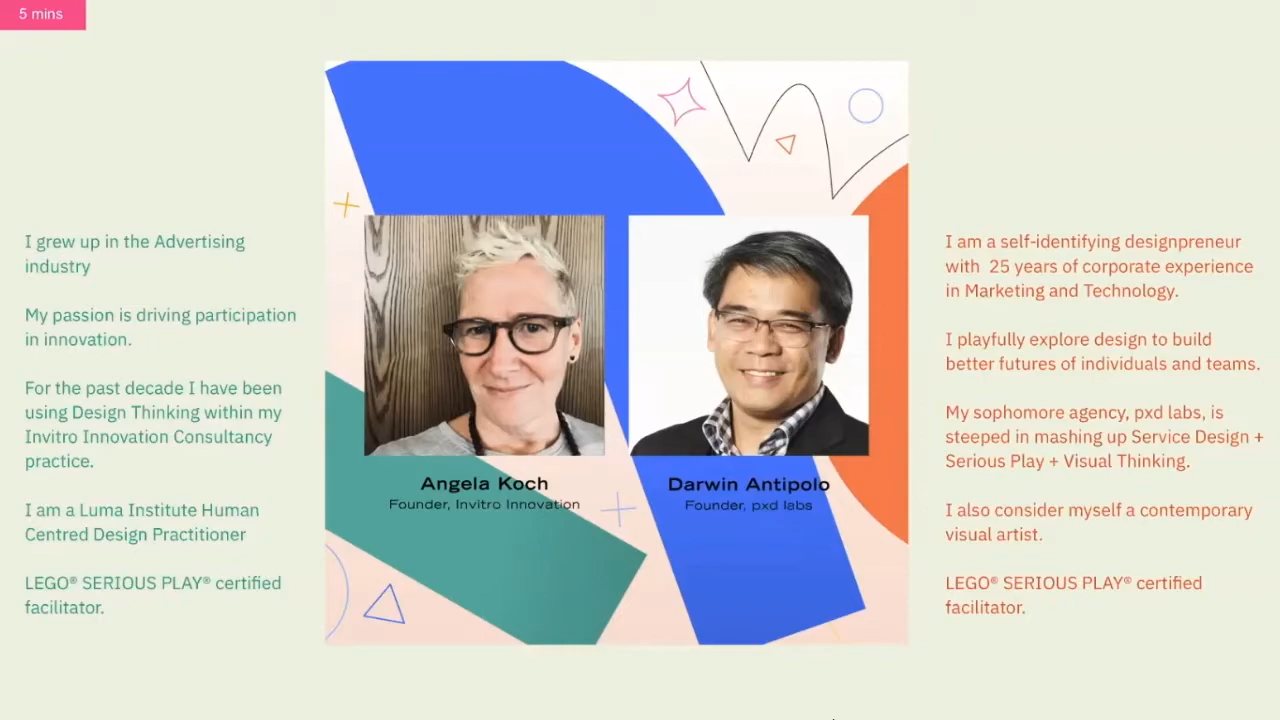 5 mins
I grew up in the Advertising
industry
My passion is driving participation
in innovation.
For the past decade I have been
using Design Thinking within my
Invitro Innovation Consultancy
practice.
I am a Luma Institute Human
Centred Design Practitioner
LEGO® SERIOUS PLAY® certified
facilitator.
Angela Koch
Founder, Invitro Innovation
Darwin Antipolo
Founder, pxd labs
I am a self-identifying designpreneur
with  25 years of corporate experience
in Marketing and Technology.
I playfully explore design to build
better futures of individuals and teams.
My sophomore agency, pxd labs, is
steeped in mashing up Service Design +
Serious Play + Visual Thinking.
I also consider myself a contemporary
visual artist.
LEGO® SERIOUS PLAY® certified
facilitator.